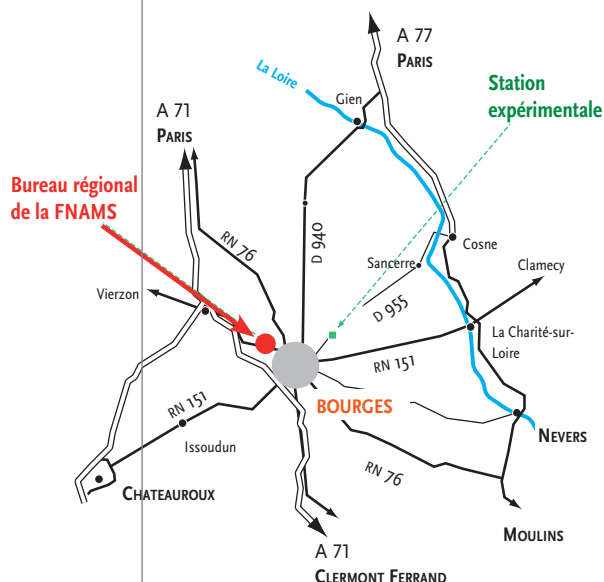 A 77
PARIS
La Loire
Gien
Station
expérimentale
A 71
PARIS
Bureau régional
de la FNAMS
RN 76
D 940
Cosne
Sancerre
Clamecy
Vierzon
D 955
La Charité-sur-
Loire
RN 151
BOURGES
RN 151
Issoudun
NEVERS
RN 76
CHATEAUROUX
MOULINS
A 71
CLERMONT FERRAND